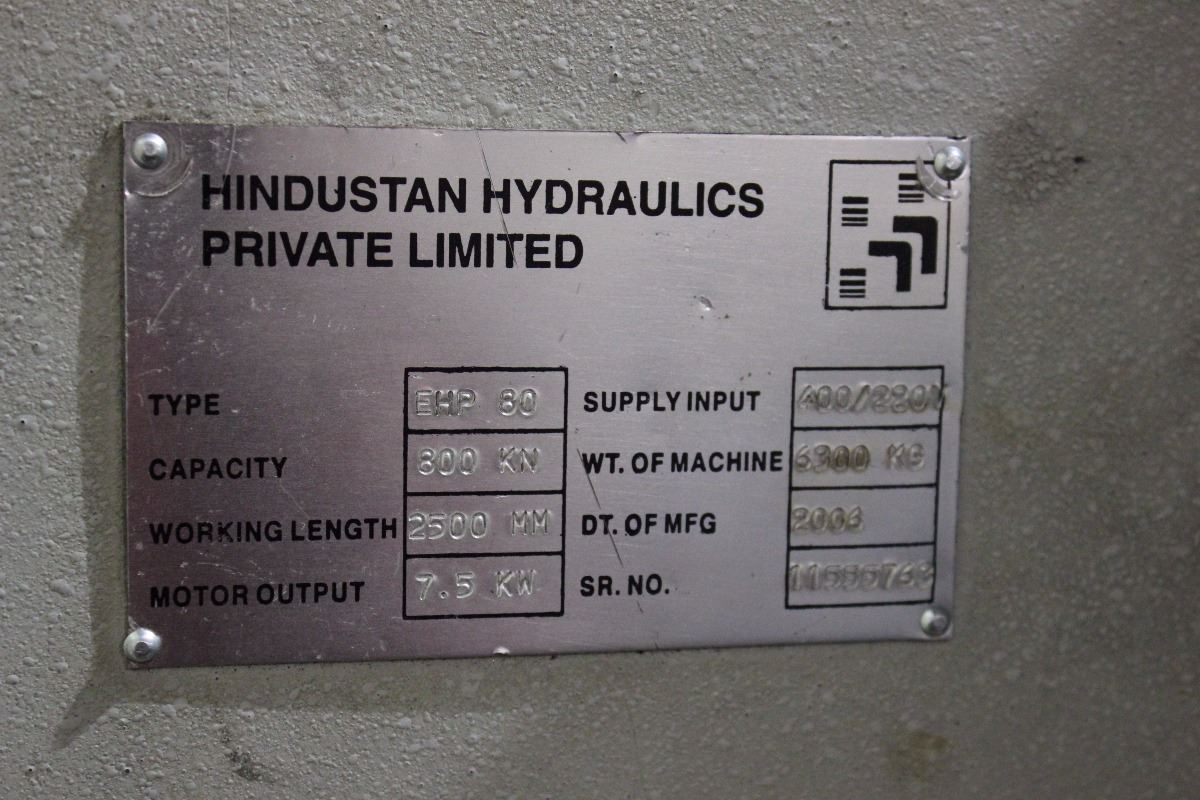 HINDUSTAN HYDRAULICS
PRIVATE LIMITED
TYPE EHP 80 SUPPLY INPUT
CAPACITY 800 KN WT. OF MACHINE 6300 KG
WORKING LENGTH 2500 MM DT. OF MFG 2006
MOTOR OUTPUT 7.5 KW SR. NO.